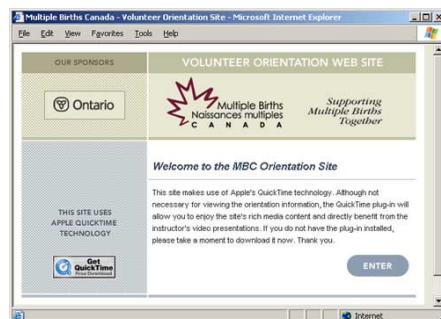 Multiple Births Canada - Volunteer Orientation Site - Microsoft Internet Explorer
File Edit View Favorites Tools Help
OUR SPONSORS
VOLUNTEER ORIENTATION WEB SITE
Ontario
Multiple Births
Naissances multiples
CANADA
Supporting
Multiple Births
Together
Welcome to the MBC Orientation Site
This site makes use of Apple's QuickTime technology. Although not
necessary for viewing the orientation information, the QuickTime plug-in will
allow you to enjoy the site's rich media content and directly benefit from the
instructor's video presentations. If you do not have the plug-in installed,
please take a moment to download it now. Thank you.
THIS SITE USES
APPLE QUICKTIME
TECHNOLOGY
Get
QuickTime
Free Download
ENTER
Internet